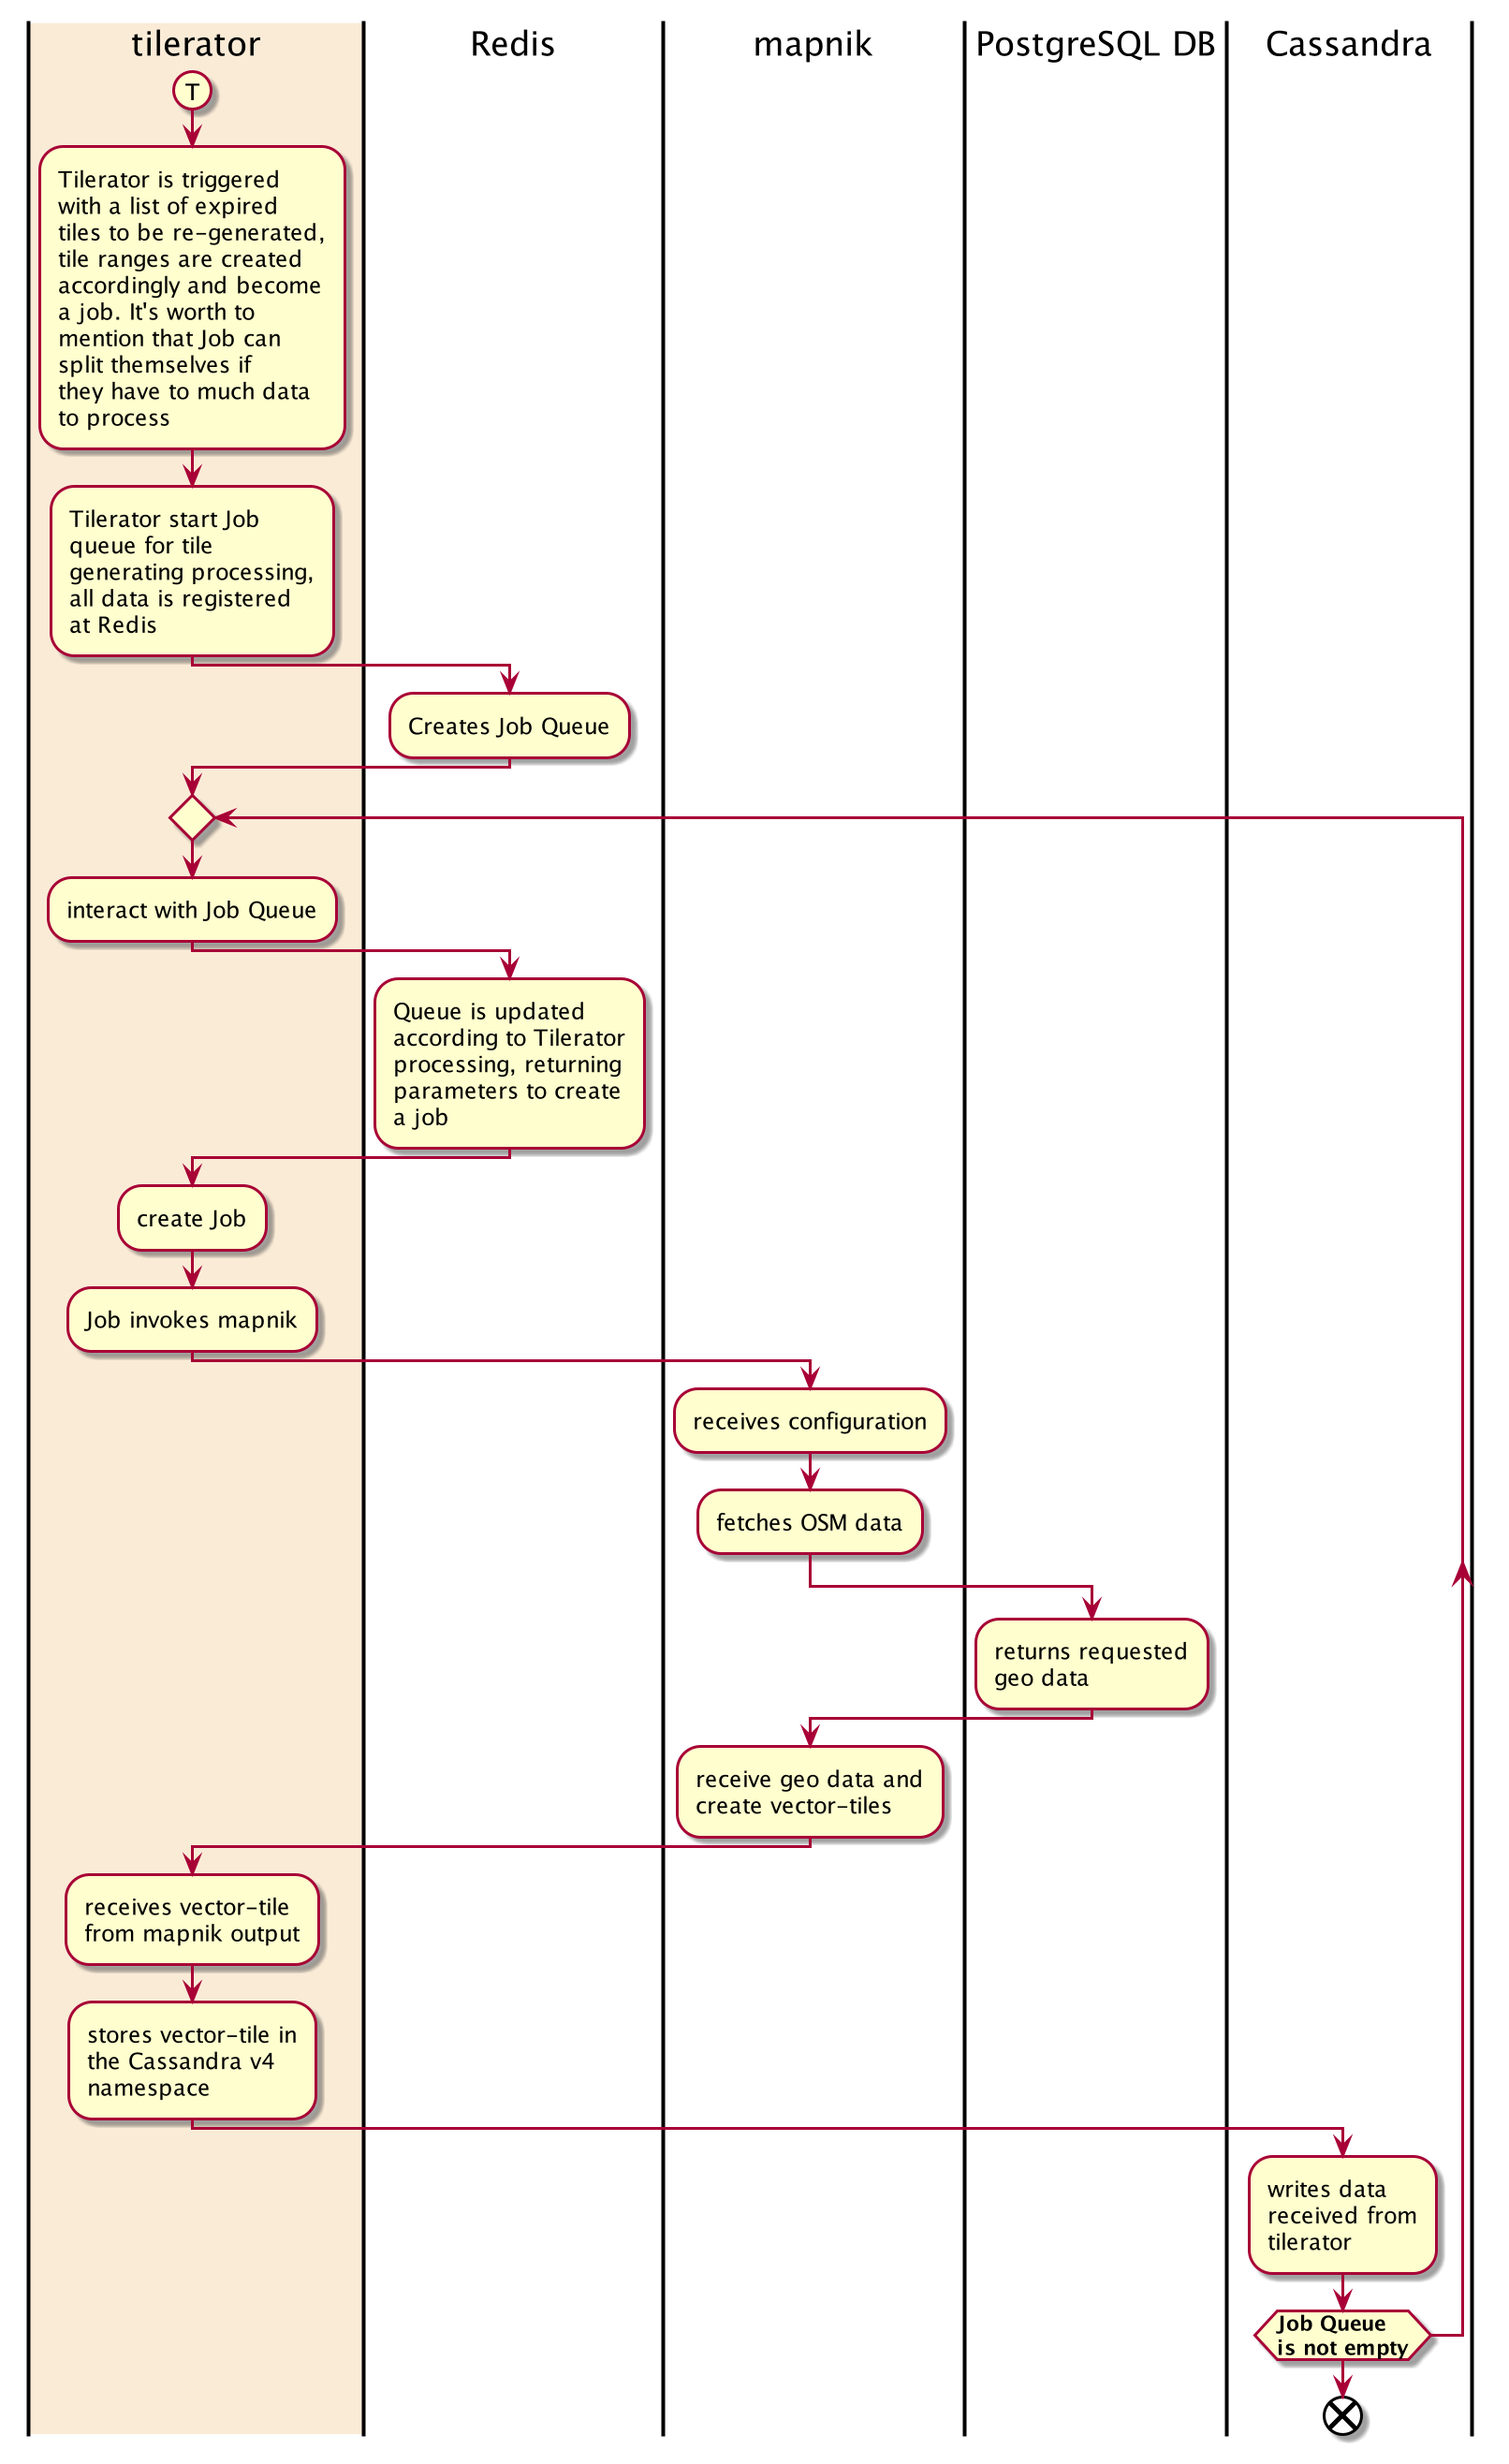 tilerator
Redis
mapnik
PostgreSQL DB
Cassandra
T
Tilerator is triggered
with a list of expired
tiles to be re-generated,
tile ranges are created
accordingly and become
a job. It's worth to
mention that Job can
split themselves if
they have to much data
to process
Tilerator start Job
queue for tile
generating processing,
all data is registered
at Redis
Creates Job Queue
interact with Job Queue
Queue is updated
according to Tilerator
processing, returning
parameters to create
a job
create Job
Job invokes mapnik
receives configuration
fetches OSM data
returns requested
geo data
receive geo data and
create vector-tiles
receives vector-tile
from mapnik output
stores vector-tile in
the Cassandra v4
namespace
writes data
received from
tilerator
Job Queue
is not empty